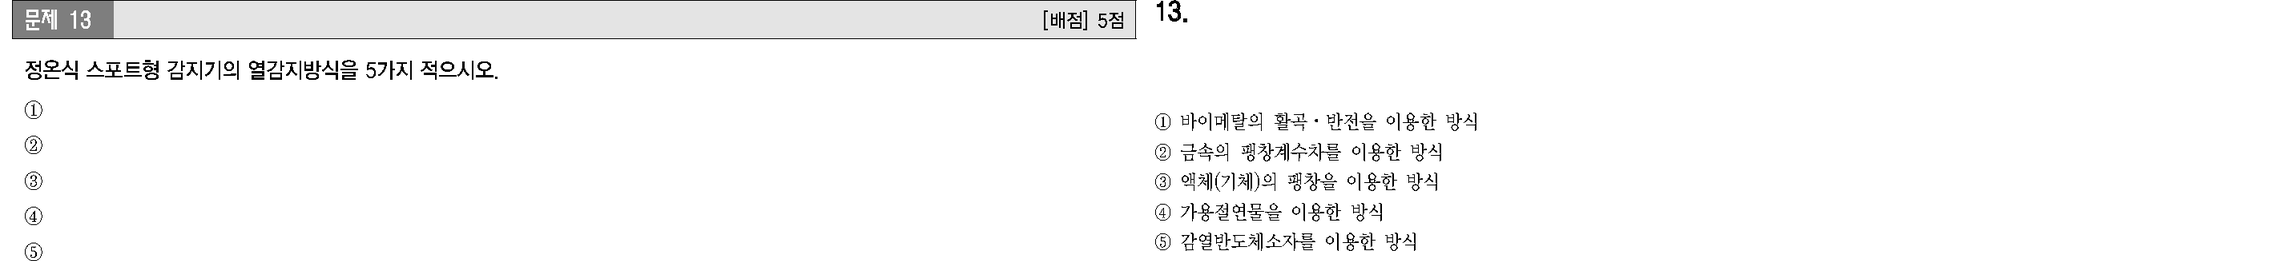 문제 13
[배점] 5점
정온식 스포트형 감지기의 열감지방식을 5가지 적으시오.
①
②
③
④
⑤
13.
① 바이메탈의 활곡·반전을 이용한 방식
② 금속의 팽창계수차를 이용한 방식
③ 액체(기체)의 팽창을 이용한 방식
④ 가용절연물을 이용한 방식
⑤ 감열반도체소자를 이용한 방식